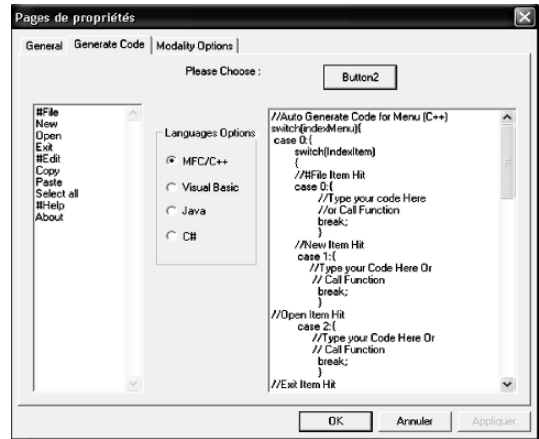 Pages de propriétés
General Generate Code Modality Options
Please Choose :
Button2
#File
New
Open
Exit
#Edit
Copy
Paste
Select all
#Help
About
Languages Options
MFC/C++
Visual Basic
Java
C#
//Auto Generate Code for Menu (C++)
switch(indexMenu){
case 0:{
switch(IndexItem)
{
//#File Item Hit
case 0:{
//Type your code Here
//or Call Function
break;
}
//New Item Hit
case 1:{
//Type your Code Here Or
// Call Function
break;
}
//Open Item Hit
case 2:{
//Type your Code Here Or
// Call Function
break;
}
//Exit Item Hit
OK Annuler Appliquer